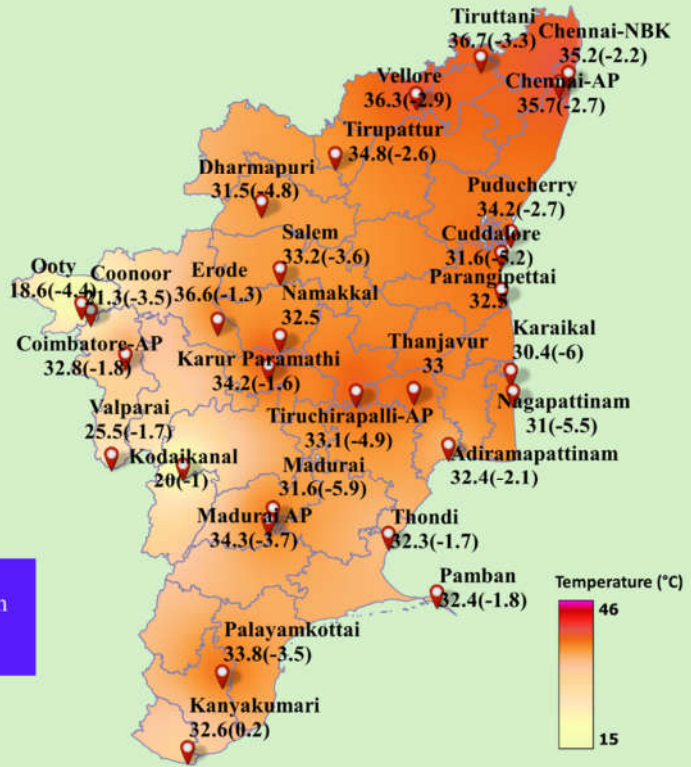 Tiruttani
36.7(-3.3)
Chennai-NBK
35.2(-2.2)
Vellore
36.3(-2.9)
Chennai-AP
35.7(-2.7)
Tirupattur
34.8(-2.6)
Dharmapuri
31.5(-4.8)
Puducherry
34.2(-2.7)
Salem
33.2(-3.6)
Cuddalore
31.6(-5.2)
Ooty
18.6(-4.4)
Coonoor
21.3(-3.5)
Erode
36.6(-1.3)
Namakkal
32.5
Parangipettai
32.5
Karaikal
30.4(-6)
Coimbatore-AP
32.8(-1.8)
Karur Paramathi
34.2(-1.6)
Thanjavur
33
Nagapattinam
31(-5.5)
Valparai
25.5(-1.7)
Tiruchirapalli-AP
33.1(-4.9)
Kodaikanal
20(-1)
Madurai
31.6(-5.9)
Adiramapattinam
32.4(-2.1)
Madurai AP
34.3(-3.7)
Thondi
32.3(-1.7)
Pamban
32.4(-1.8)
Temperature (°C)
46
15
Palayamkottai
33.8(-3.5)
Kanyakumari
32.6(0.2)